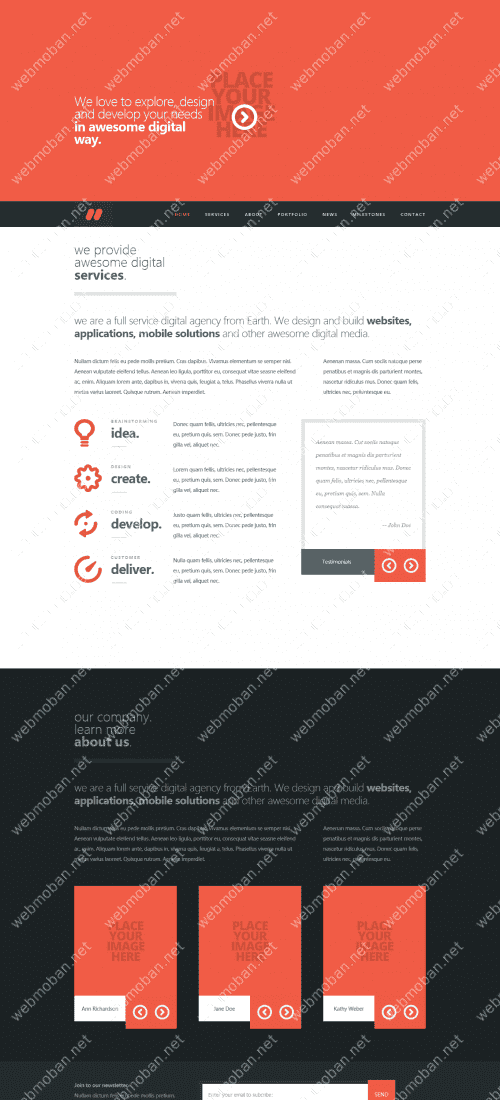 PLACE
YOUR
IMAGE
HERE
We love to explore, design
and develop your needs
in awesome digital
way.
HOME SERVICES ABOUT PORTFOLIO NEWS MILESTONES CONTACT
we provide
awesome digital
services.
we are a full service digital agency from Earth. We design and build websites,
applications, mobile solutions and other awesome digital media.
Nullam dictum felis eu pede mollis pretium. Cras dapibus. Vivamus elementum se semper nisi.
Aenean vulputate eleifend tellus. Aenean leo ligula, porttitor eu, consequat vitae seasne eleifend
ac, enim. Aliquam lorem ante, dapibus in, viverra quis, feugiat a, telus. Phasellus viverra nulla ut
metus varius laoreet. Quisque rutrum. Aenean imperdiet.
Aenean massa. Cum sociis natoque perse
penatibus et magnis dis parturient montes,
nascetur ridiculus mus. Donec quam felis,
ultricies nec, pellentesque eu.
BRAINSTORMING
idea.
Donec quam fellis, ultricies nec, pellentesque
eu, pretium quis, sem. Donec pede justo, frin
gilla vel, aliquet nec.
DESIGN
create.
Lorem quam fellis, ultricies nec, pellentesque
eu, pretium quis, sem. Donec pede justo, frin
gilla vel, aliquet nec.
CODING
develop.
Justo quam fellis, ultricies nec, pellentesque
eu, pretium quis, sem. Donec pede justo, frin
gilla vel, aliquet nec.
CUSTOMER
deliver.
Nulla quam fellis, ultricies nec, pellentesque
eu, pretium quis, sem. Donec pede justo, frin
gilla vel, aliquet nec.
Aenean massa. Cut sociis natoque
penatibus et magnis dis parturient
montes, nascetur ridiculus mus. Donec
quam felis, ultricies nec, pellentesque
eu, pretium quis, sem. Nulla
consequat massa.
— John Doe
Testimonials
our company.
learn more
about us.
we are a full service digital agency from Earth. We design and build websites,
applications, mobile solutions and other awesome digital media.
Nullam dictum felis eu pede mollis pretium. Cras dapibus. Vivamus elementum se semper nisi.
Aenean vulputate eleifend tellus. Aenean leo ligula, porttitor eu, consequat vitae seasne eleifend
ac, enim. Aliquam lorem ante, dapibus in, viverra quis, feugiat a, telus. Phasellus viverra nulla ut
metus varius laoreet. Quisque rutrum. Aenean imperdiet.
Aenean massa. Cum sociis natoque perse
penatibus et magnis dis parturient montes,
nascetur ridiculus mus. Donec quam felis,
ultricies nec, pellentesque eu.
PLACE
YOUR
IMAGE
HERE
Ann Richardson
PLACE
YOUR
IMAGE
HERE
Jane Doe
PLACE
YOUR
IMAGE
HERE
Kathy Weber
Join to our newsletter
Nullam dictum felis eu pede mollis pretium.
Enter your email to subcribe:
SEND
webmoban.net